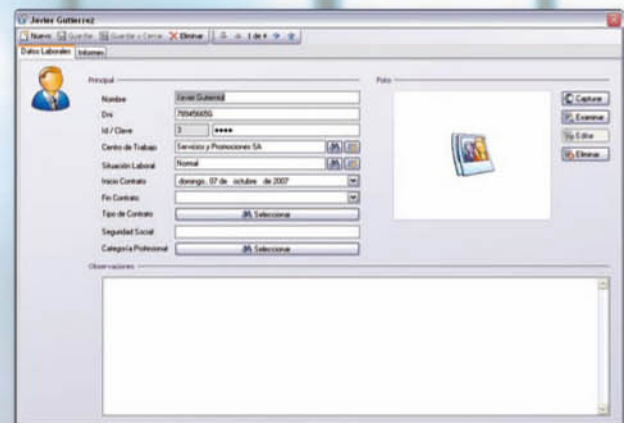 Javier Gutierrez
Nuevo Guardar Guardar y Cerrar Eliminar 1 de 4
Datos Laborales Informes
Principal
Foto
Nombre Javier Gutierrez
Dni
Id / Clave 3 ••••
Centro de Trabajo Servicios y Promociones SA
Situación Laboral Normal
Inicio Contrato domingo, 07 de octubre de 2007
Fin Contrato
Tipo de Contrato Seleccionar
Seguridad Social
Categoría Profesional Seleccionar
Capturar
Examinar
Editar
Eliminar
Observaciones